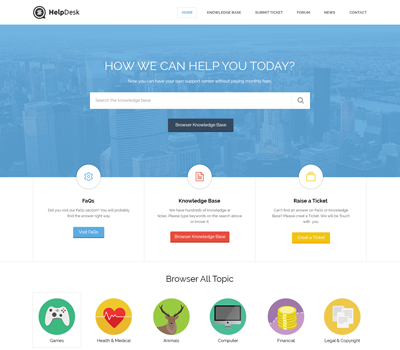 HelpDesk
HOME KNOWLEDGE BASE SUBMIT TICKET FORUM NEWS CONTACT
HOW WE CAN HELP YOU TODAY?
Now you can have your own support center without paying monthly fees.
Search the knowledge base
Browser Knowledge Base
FaQs
Knowledge Base
Raise a Ticket
Did you visit our FaQs section? You will probably
find the answer right way.
We have hundreds of knowledge
ticker. Please type keywords on the search above
or brows it.
Can't find an answer on FaQs or Knowledge
Base? Please creat a Ticket. We will be Touch
with you.
Visit FaQs
Browser Knowledge Base
Creat a Ticket
Browser All Topic
Games
Health & Medical
Animals
Computer
Financial
Legal & Copyright